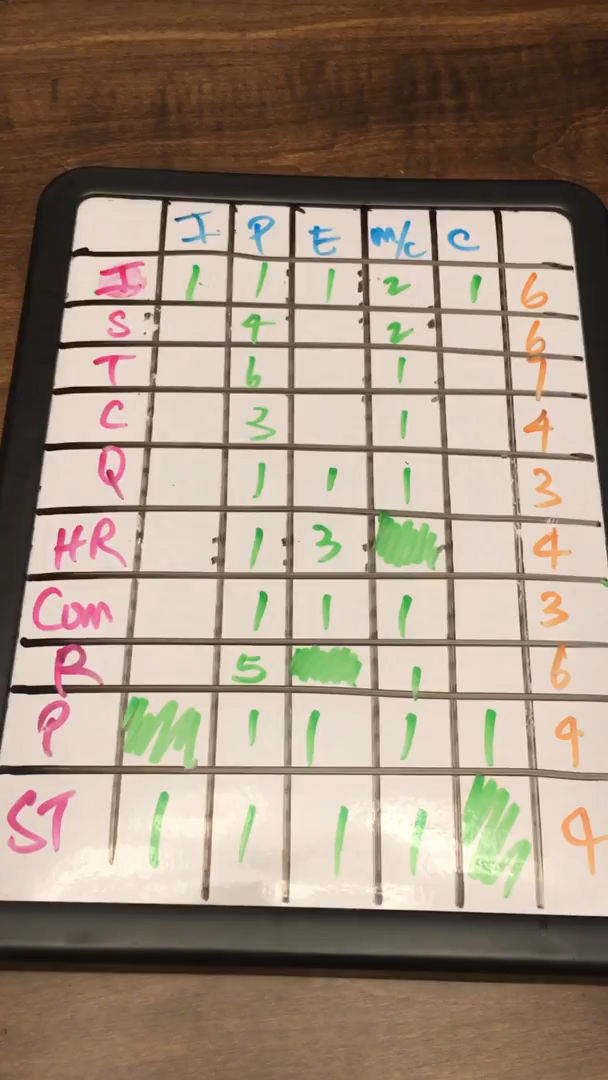 I P E M/C C
I 1 1 1 2 1 6
S 4 2 6
T 6 1 7
C 3 1 4
Q 1 1 1 3
HR 1 3 4
Com 1 1 1 3
R 5 1 6
P 1 1 1 1 4
ST 1 1 1 1 4